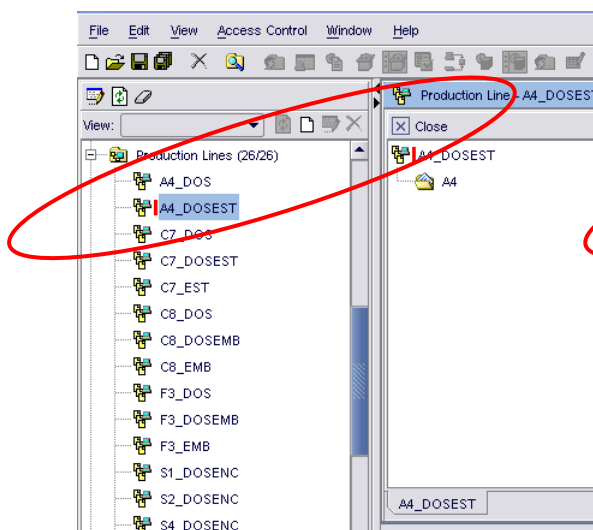 File Edit View Access Control Window Help
Production Line - A4_DOSEST
View:
Close
Production Lines (26/26)
A4_DOS
A4_DOSEST
C7_DOS
C7_DOSEST
C7_EST
C8_DOS
C8_DOSEMB
C8_EMB
F3_DOS
F3_DOSEMB
F3_EMB
S1_DOSENC
S2_DOSENC
S4_DOSENC
A4_DOSEST
A4
A4_DOSEST